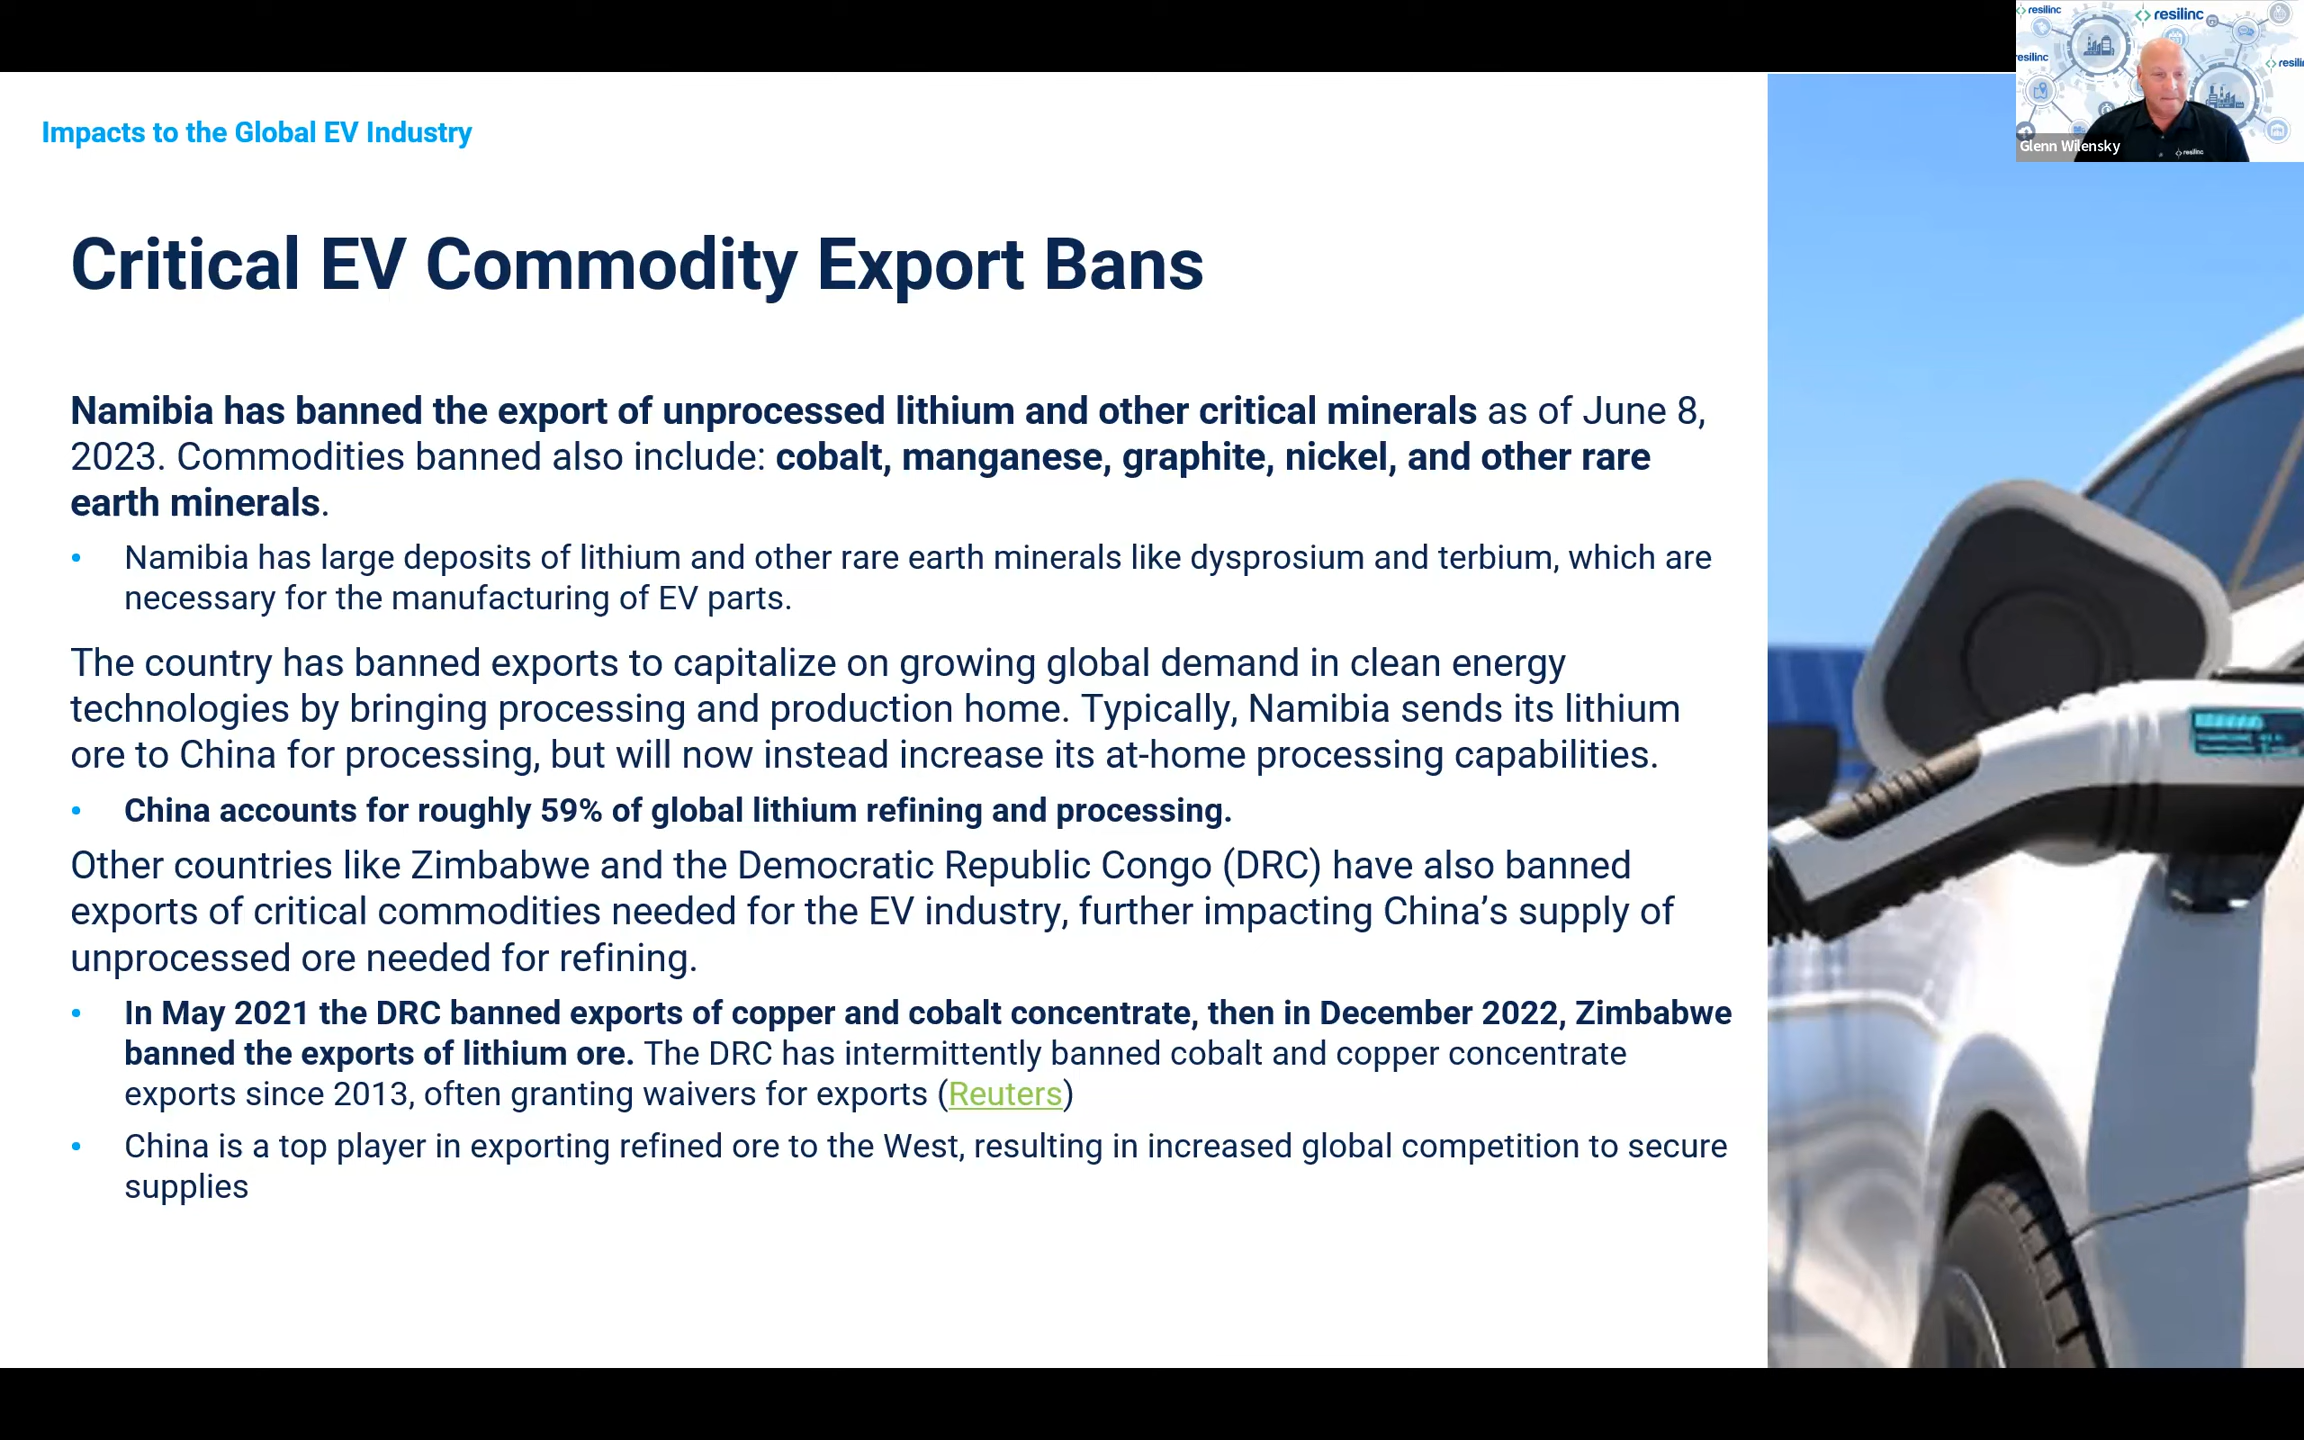 resilinc
resilinc
resilinc
resili
Glenn Wilensky
resilinc
Impacts to the Global EV Industry
Critical EV Commodity Export Bans
Namibia has banned the export of unprocessed lithium and other critical minerals as of June 8,
2023. Commodities banned also include: cobalt, manganese, graphite, nickel, and other rare
earth minerals.
• Namibia has large deposits of lithium and other rare earth minerals like dysprosium and terbium, which are
necessary for the manufacturing of EV parts.
The country has banned exports to capitalize on growing global demand in clean energy
technologies by bringing processing and production home. Typically, Namibia sends its lithium
ore to China for processing, but will now instead increase its at-home processing capabilities.
• China accounts for roughly 59% of global lithium refining and processing.
Other countries like Zimbabwe and the Democratic Republic Congo (DRC) have also banned
exports of critical commodities needed for the EV industry, further impacting China’s supply of
unprocessed ore needed for refining.
• In May 2021 the DRC banned exports of copper and cobalt concentrate, then in December 2022, Zimbabwe
banned the exports of lithium ore. The DRC has intermittently banned cobalt and copper concentrate
exports since 2013, often granting waivers for exports (Reuters)
• China is a top player in exporting refined ore to the West, resulting in increased global competition to secure
supplies